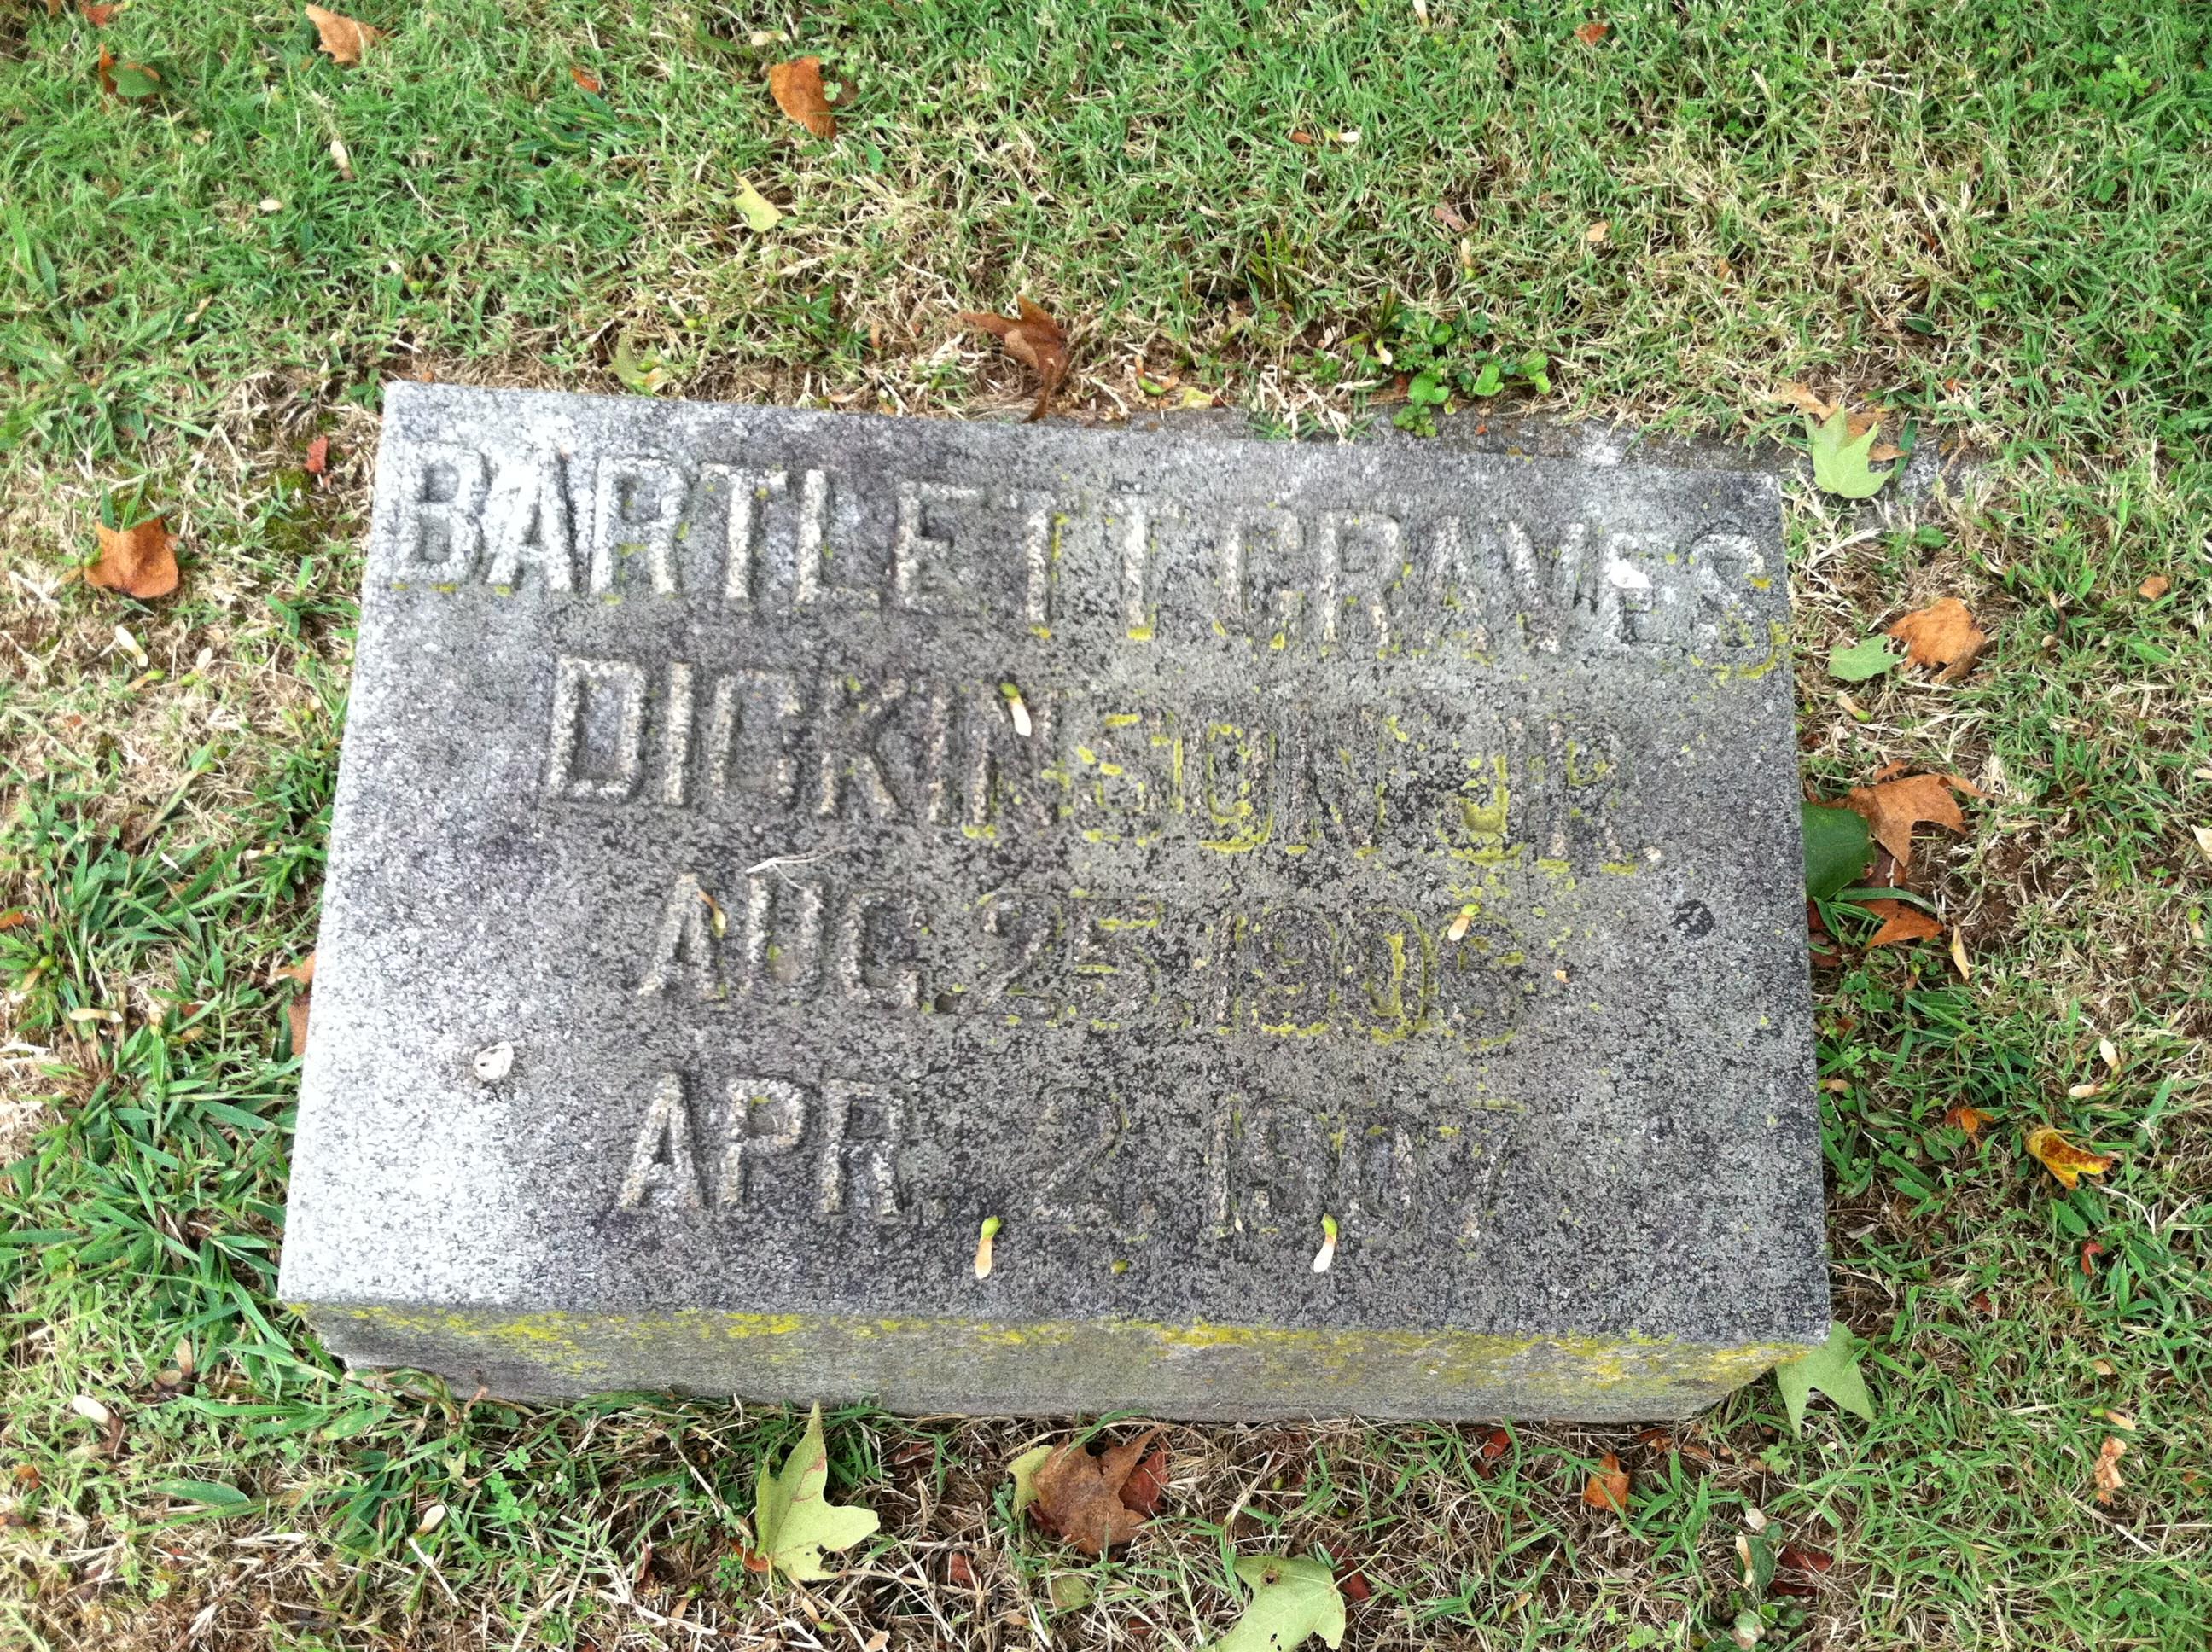 BARTLETT GRAVES
DICKINSON JR.
AUG. 25, 1906
APR. 2, 1907